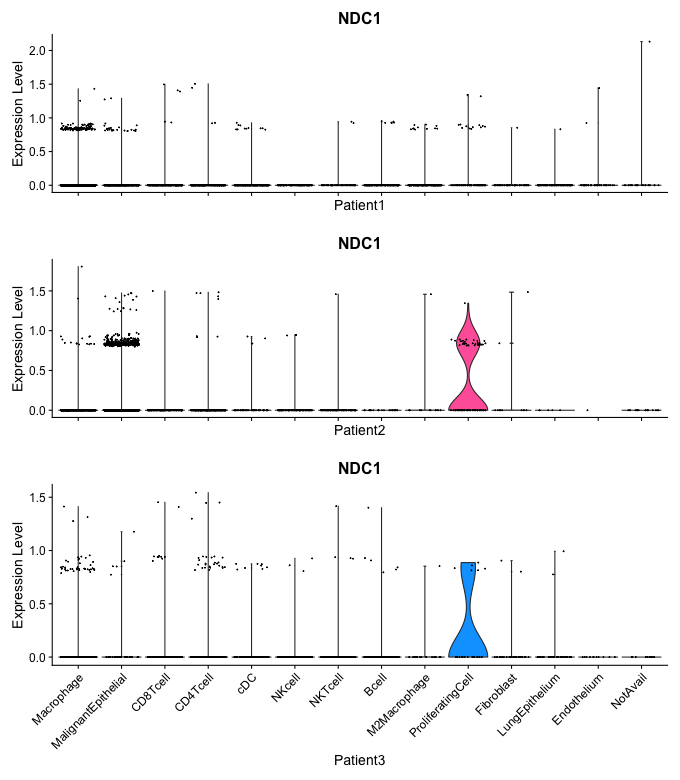 NDC1
Expression Level
2.0
1.5
1.0
0.5
0.0
Patient1
NDC1
Expression Level
1.5
1.0
0.5
0.0
Patient2
NDC1
Expression Level
1.5
1.0
0.5
0.0
Macrophage
MalignantEpithelial
CD8Tcell
CD4Tcell
cDC
NKcell
NKTcell
Bcell
M2Macrophage
ProliferatingCell
Fibroblast
LungEpithelium
Endothelium
NotAvail
Patient3